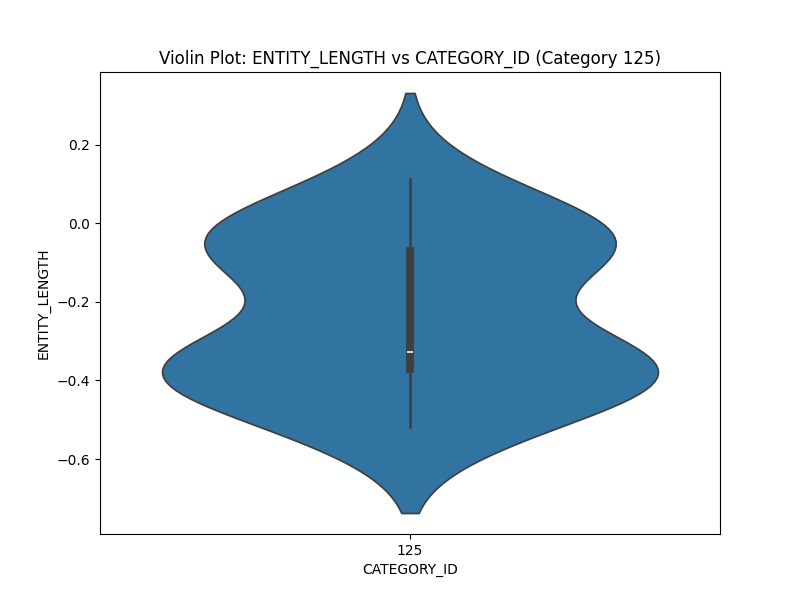 Violin Plot: ENTITY_LENGTH vs CATEGORY_ID (Category 125)
0.2
0.0
−0.2
−0.4
−0.6
ENTITY_LENGTH
125
CATEGORY_ID